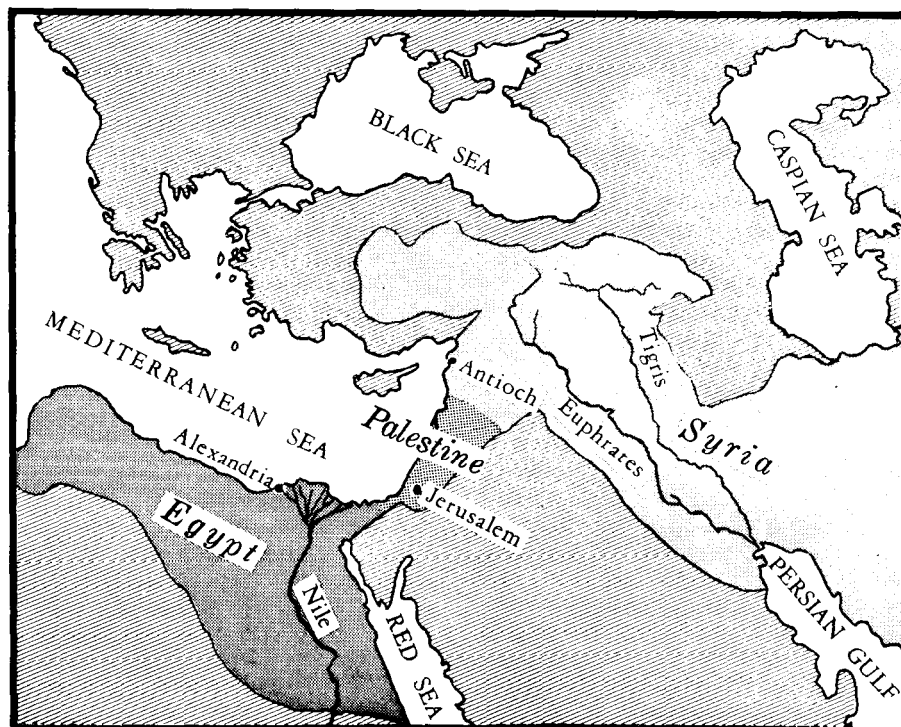 BLACK SEA
CASPIAN SEA
MEDITERRANEAN SEA
Tigris
Antioch
Euphrates
Syria
Palestine
Alexandria
Jerusalem
Egypt
Nile
RED SEA
PERSIAN GULF